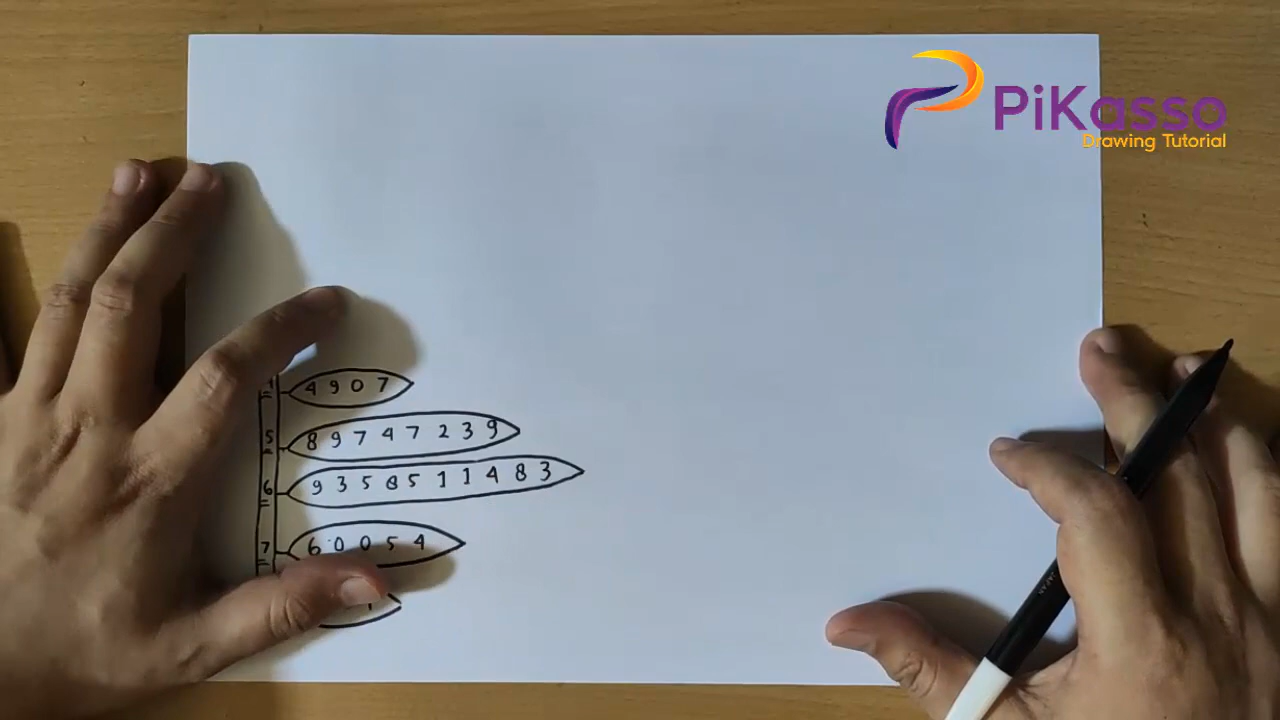 PiKasso
Drawing Tutorial
4 9 0 7
5 8 9 7 4 7 2 3 9
6 9 3 5 8 5 1 1 4 8 3
7 6 0 0 5 4